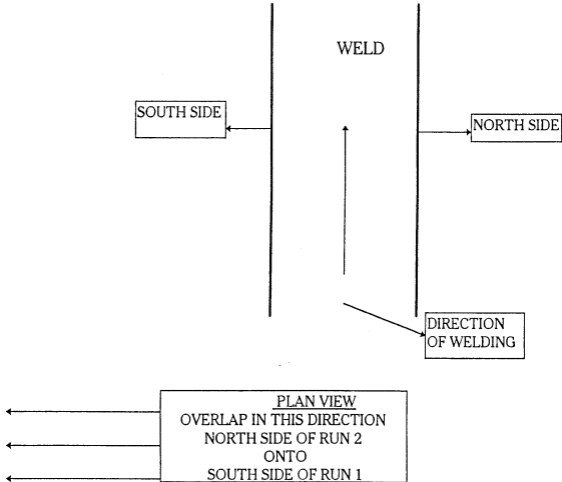 WELD
SOUTH SIDE
NORTH SIDE
DIRECTION
OF WELDING
PLAN VIEW
OVERLAP IN THIS DIRECTION
NORTH SIDE OF RUN 2
ONTO
SOUTH SIDE OF RUN 1